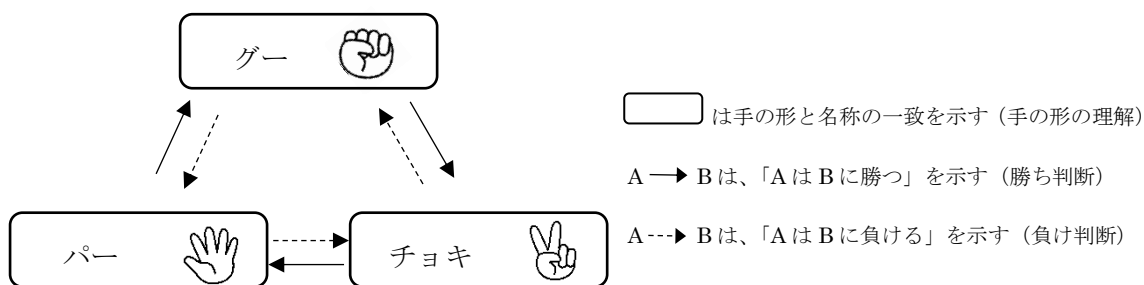 グー
は手の形と名称の一致を示す（手の形の理解）
A B は、「A は B に勝つ」を示す（勝ち判断）
A B は、「A は B に負ける」を示す（負け判断）
パー
チョキ